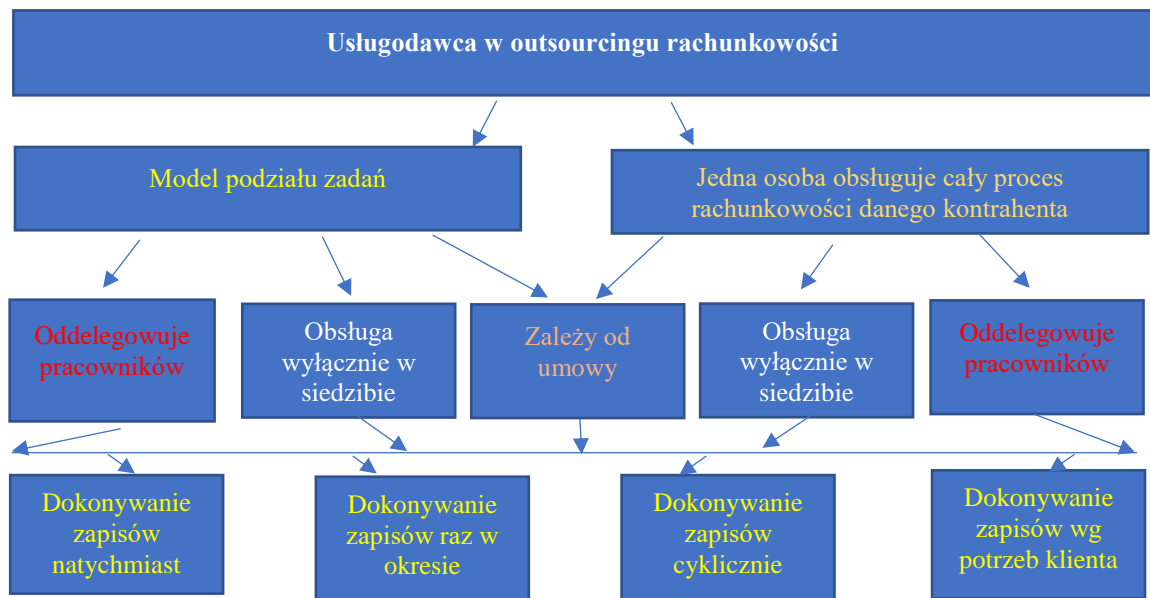 Usługodawca w outsourcingu rachunkowości
Model podziału zadań
Jedna osoba obsługuje cały proces
rachunkowości danego kontrahenta
Oddelegowuje
pracowników
Obsługa
wyłącznie w
siedzibie
Zależy od
umowy
Obsługa
wyłącznie w
siedzibie
Oddelegowuje
pracowników
Dokonywanie
zapisów
natychmiast
Dokonywanie
zapisów raz w
okresie
Dokonywanie
zapisów
cyklicznie
Dokonywanie
zapisów wg
potrzeb klienta